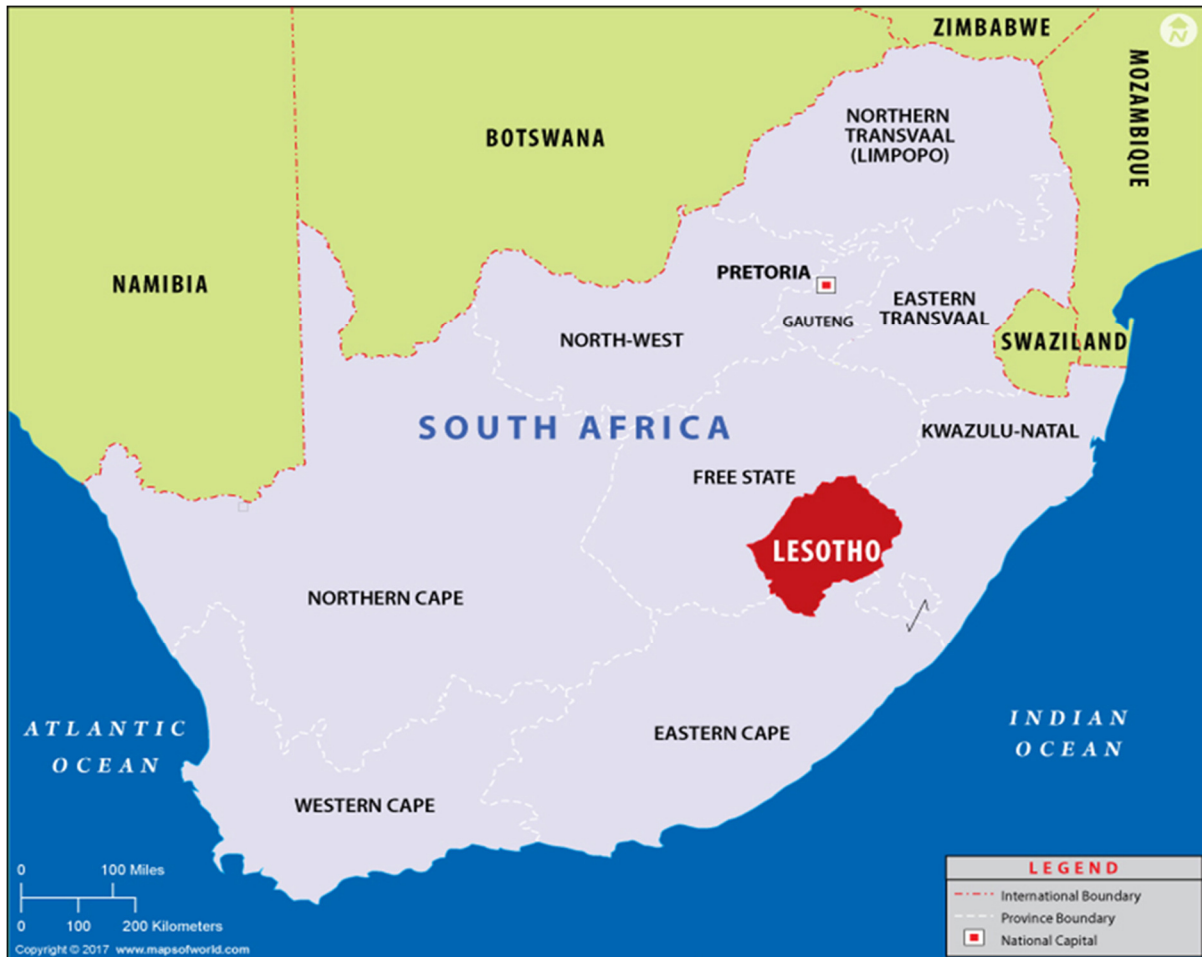 ZIMBABWE
N
MOZAMBIQUE
BOTSWANA
NORTHERN
TRANSVAAL
(LIMPOPO)
NAMIBIA
PRETORIA
GAUTENG
EASTERN
TRANSVAAL
NORTH-WEST
SWAZILAND
SOUTH AFRICA
KWAZULU-NATAL
FREE STATE
LESOTHO
NORTHERN CAPE
ATLANTIC
OCEAN
EASTERN CAPE
INDIAN
OCEAN
WESTERN CAPE
0 100 Miles
0 100 200 Kilometers
Copyright © 2017 www.mapsofworld.com
LEGEND
International Boundary
Province Boundary
National Capital